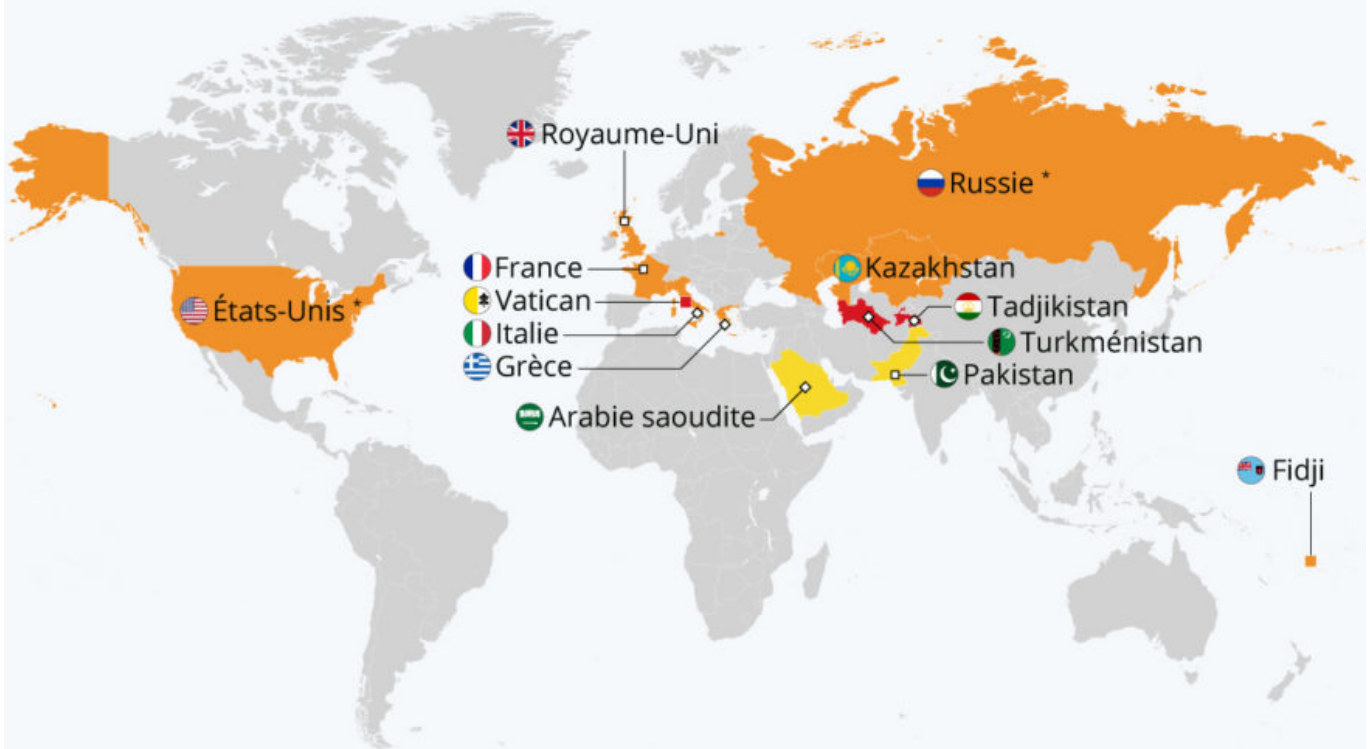 Royaume-Uni
Russie *
France
Kazakhstan
Vatican
États-Unis *
Tadjikistan
Italie
Turkménistan
Grèce
Pakistan
Arabie saoudite
Fidji